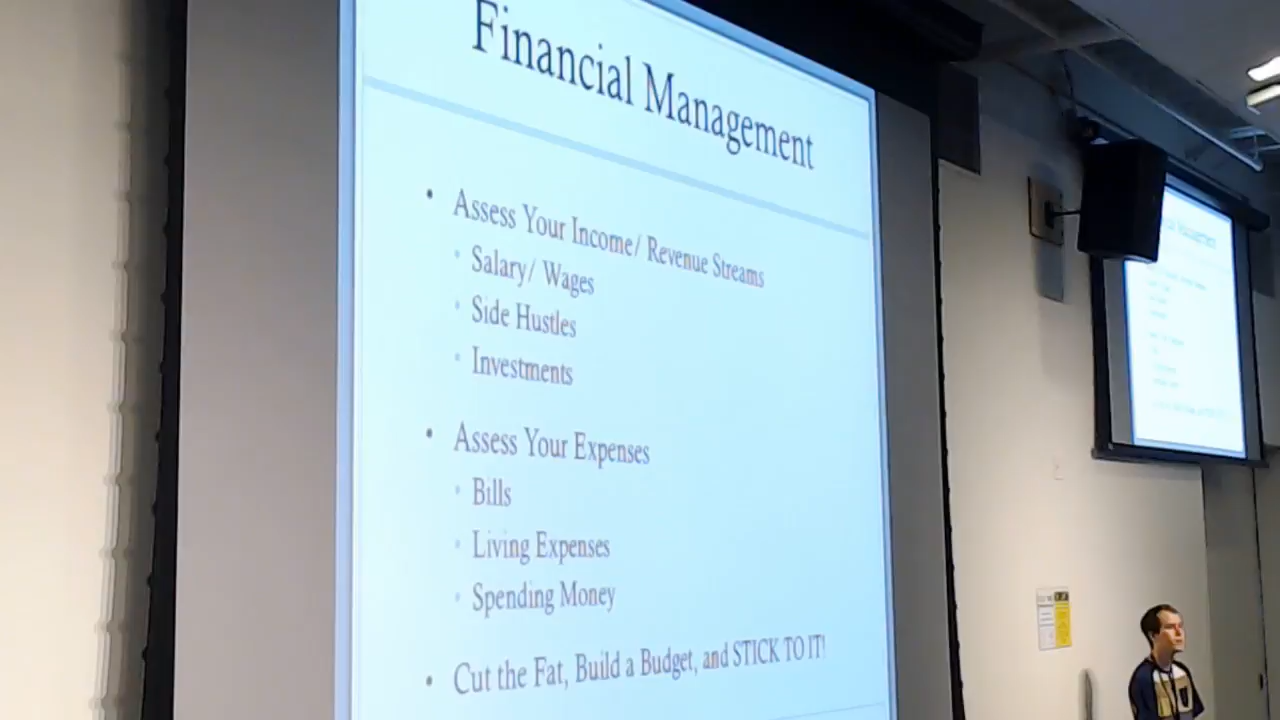 Financial Management
• Assess Your Income/ Revenue Streams
• Salary/ Wages
• Side Hustles
• Investments
• Assess Your Expenses
• Bills
• Living Expenses
• Spending Money
• Cut the Fat, Build a Budget, and STICK TO IT!